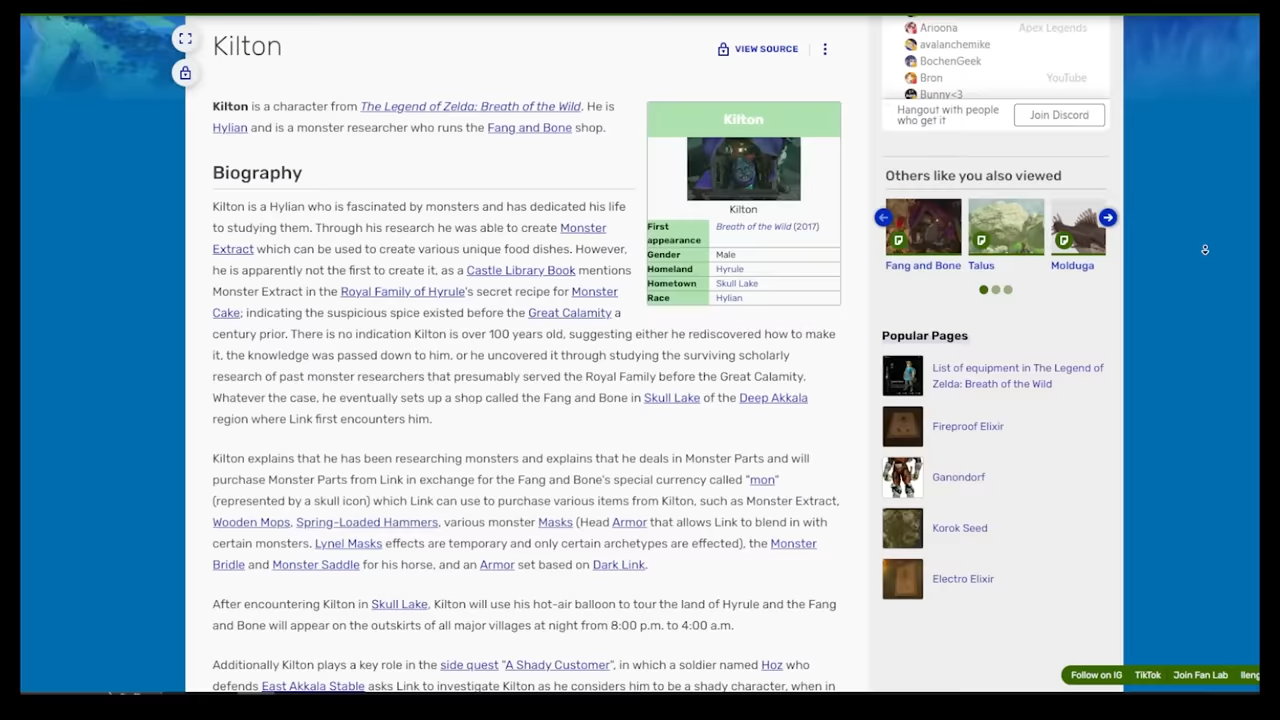 Kilton
VIEW SOURCE
Kilton is a character from The Legend of Zelda: Breath of the Wild. He is
Hylian and is a monster researcher who runs the Fang and Bone shop.
Biography
Kilton is a Hylian who is fascinated by monsters and has dedicated his life
to studying them. Through his research he was able to create Monster
Extract which can be used to create various unique food dishes. However,
he is apparently not the first to create it, as a Castle Library Book mentions
Monster Extract in the Royal Family of Hyrule's secret recipe for Monster
Cake; indicating the suspicious spice existed before the Great Calamity a
century prior. There is no indication Kilton is over 100 years old, suggesting either he rediscovered how to make
it, the knowledge was passed down to him, or he uncovered it through studying the surviving scholarly
research of past monster researchers that presumably served the Royal Family before the Great Calamity.
Whatever the case, he eventually sets up a shop called the Fang and Bone in Skull Lake of the Deep Akkala
region where Link first encounters him.
Kilton explains that he has been researching monsters and explains that he deals in Monster Parts and will
purchase Monster Parts from Link in exchange for the Fang and Bone's special currency called "mon"
(represented by a skull icon) which Link can use to purchase various items from Kilton, such as Monster Extract,
Wooden Mops, Spring-Loaded Hammers, various monster Masks (Head Armor that allows Link to blend in with
certain monsters. Lynel Masks effects are temporary and only certain archetypes are effected), the Monster
Bridle and Monster Saddle for his horse, and an Armor set based on Dark Link.
After encountering Kilton in Skull Lake, Kilton will use his hot-air balloon to tour the land of Hyrule and the Fang
and Bone will appear on the outskirts of all major villages at night from 8:00 p.m. to 4:00 a.m.
Additionally Kilton plays a key role in the side quest "A Shady Customer", in which a soldier named Hoz who
defends East Akkala Stable asks Link to investigate Kilton as he considers him to be a shady character, when in
Kilton
Kilton
First appearance Breath of the Wild (2017)
Gender Male
Homeland Hyrule
Hometown Skull Lake
Race Hylian
Arioona Apex Legends
avalanchemike
BochenGeek
Bron YouTube
Bunny<3
Hangout with people
who get it
Join Discord
Others like you also viewed
Fang and Bone Talus Molduga
Popular Pages
List of equipment in The Legend of
Zelda: Breath of the Wild
Fireproof Elixir
Ganondorf
Korok Seed
Electro Elixir
Follow on IG TikTok Join Fan Lab